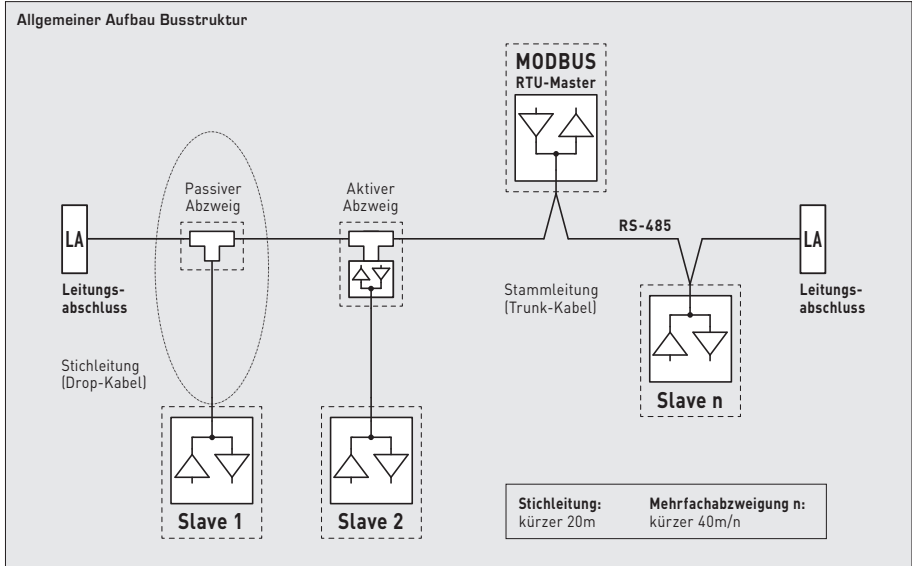 Allgemeiner Aufbau Busstruktur
MODBUS
RTU-Master
Passiver
Abzweig
Aktiver
Abzweig
LA
RS-485
LA
Leitungs-
abschluss
Stammleitung
(Trunk-Kabel)
Leitungs-
abschluss
Stichleitung
(Drop-Kabel)
Slave n
Slave 1
Slave 2
Stichleitung:
kürzer 20m
Mehrfachabzweigung n:
kürzer 40m/n